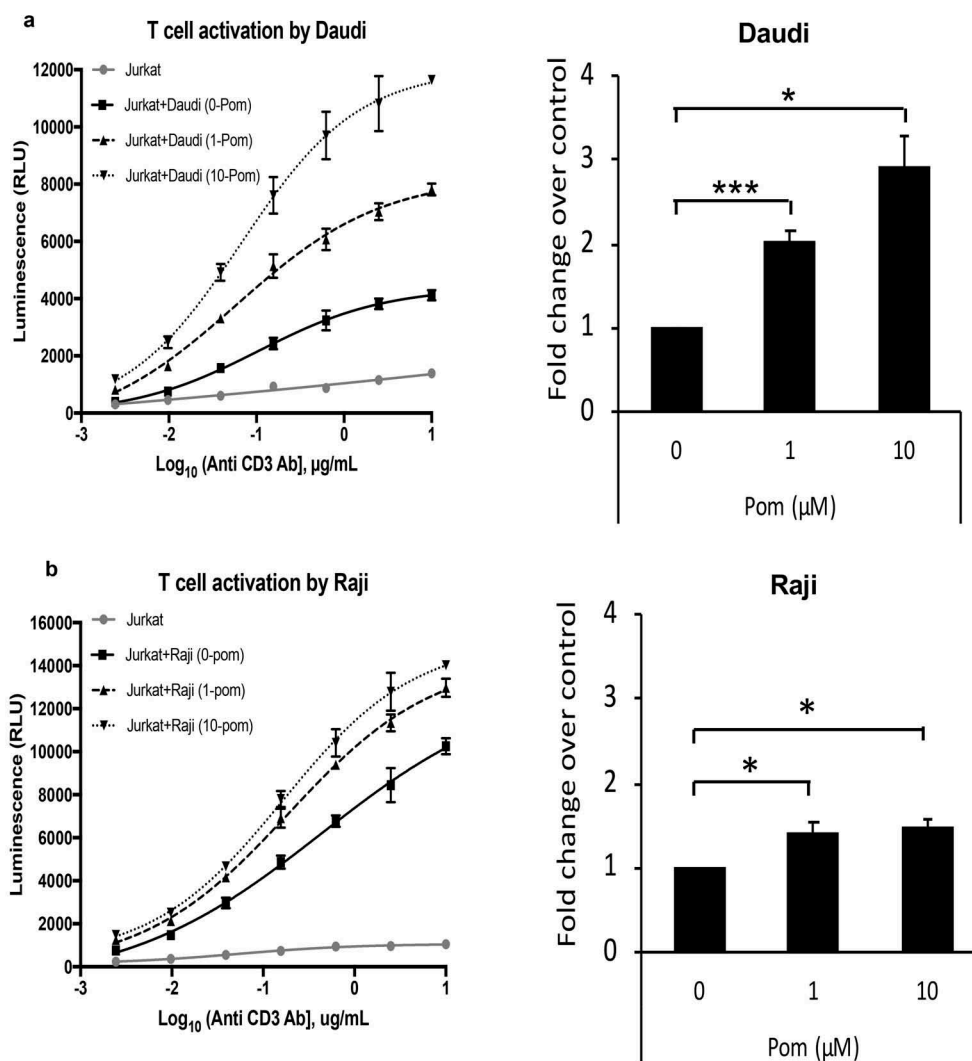 a
T cell activation by Daudi
12000
10000
8000
6000
4000
2000
0
Luminescence (RLU)
Jurkat
Jurkat+Daudi (0-Pom)
Jurkat+Daudi (1-Pom)
Jurkat+Daudi (10-Pom)
-3 -2 -1 0 1
Log10 (Anti CD3 Ab], µg/mL
Daudi
4
3
2
1
0
Fold change over control
*
***
0 1 10
Pom (µM)
b
T cell activation by Raji
16000
14000
12000
10000
8000
6000
4000
2000
0
Luminescence (RLU)
Jurkat
Jurkat+Raji (0-pom)
Jurkat+Raji (1-pom)
Jurkat+Raji (10-pom)
-3 -2 -1 0 1
Log10 (Anti CD3 Ab], ug/mL
Raji
4
3
2
1
0
Fold change over control
*
*
0 1 10
Pom (µM)